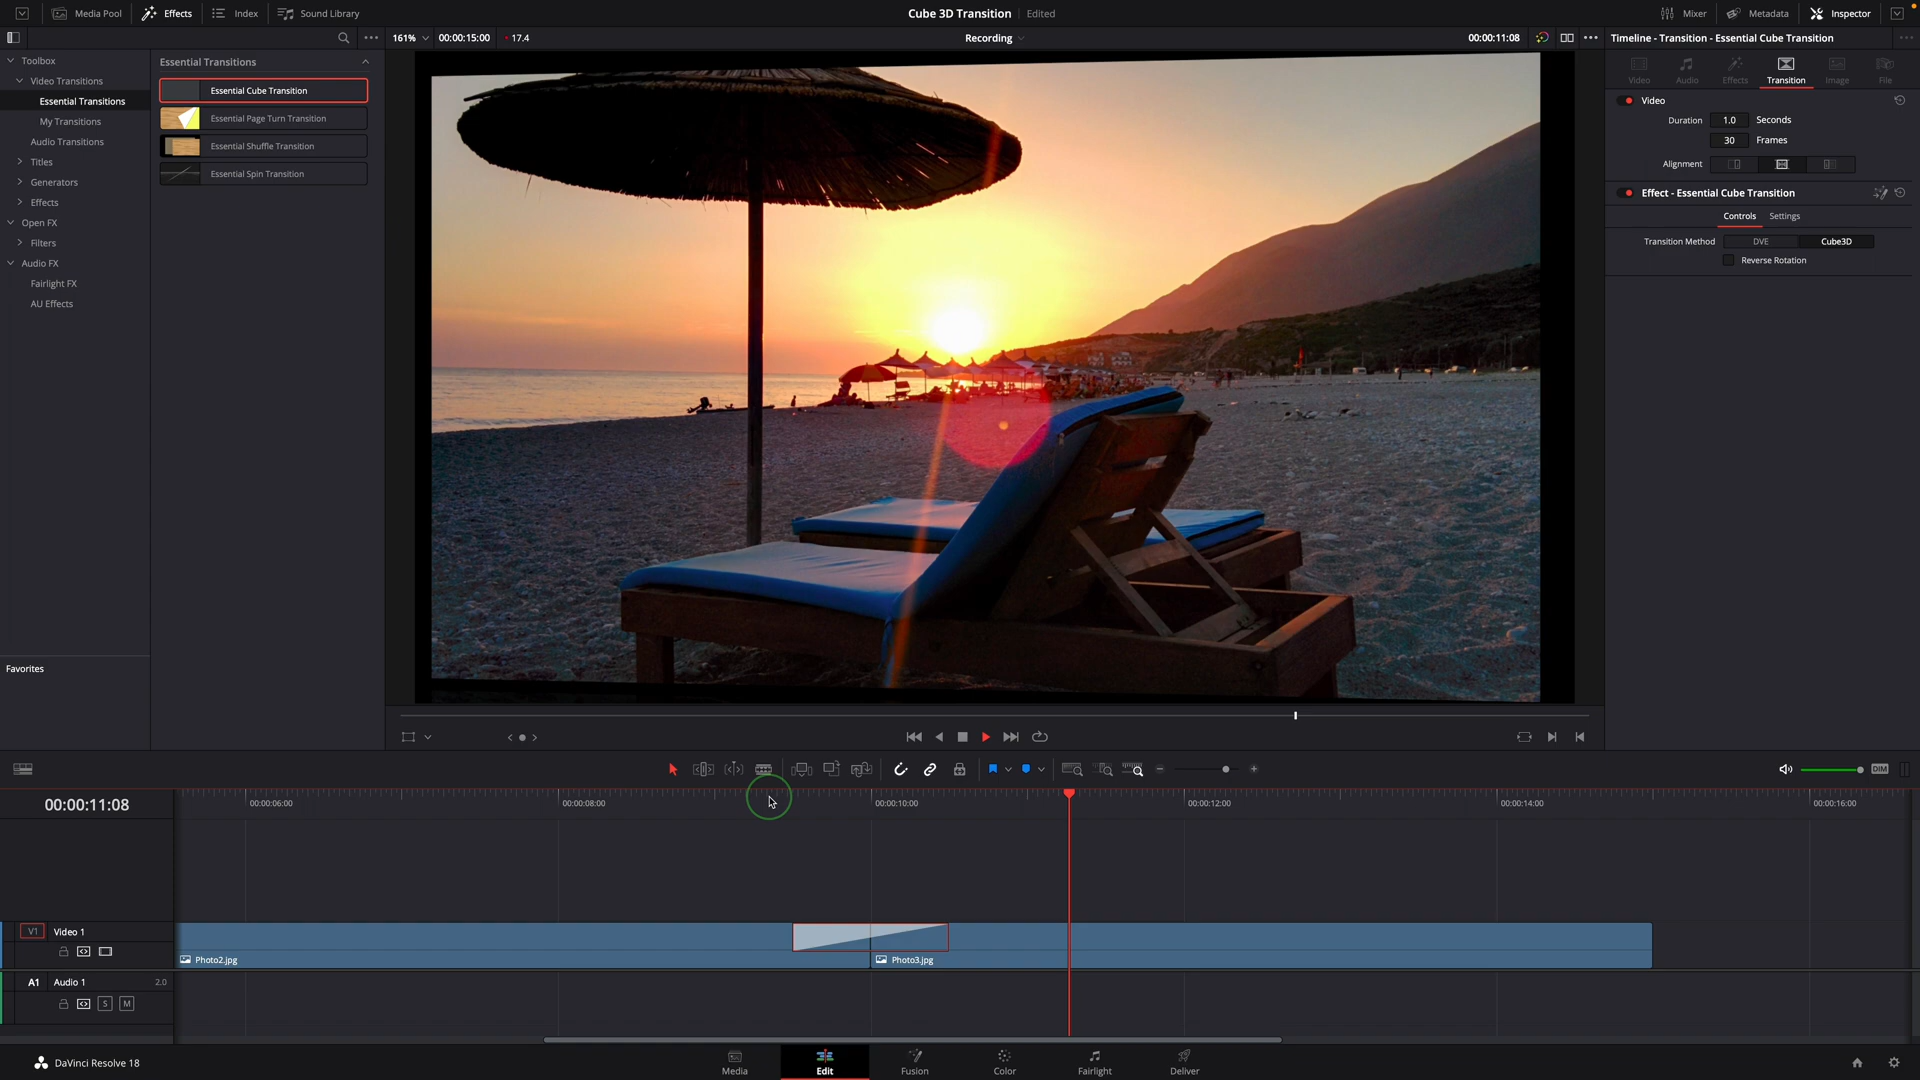 Media Pool
Effects
Index
Sound Library
Cube 3D Transition
Edited
Mixer
Metadata
Inspector
161%
00:00:15:00
17.4
Recording
00:00:11:08
Timeline - Transition - Essential Cube Transition
Toolbox
Video Transitions
Essential Transitions
My Transitions
Audio Transitions
Titles
Generators
Effects
Open FX
Filters
Audio FX
Fairlight FX
AU Effects
Favorites
Essential Transitions
Essential Cube Transition
Essential Page Turn Transition
Essential Shuffle Transition
Essential Spin Transition
Video
Audio
Effects
Transition
Image
File
Video
Duration 1.0 Seconds
30 Frames
Alignment
Effect - Essential Cube Transition
Controls
Settings
Transition Method DVE Cube3D
Reverse Rotation
DIM
00:00:11:08
00:00:06:00
00:00:08:00
00:00:10:00
00:00:12:00
00:00:14:00
00:00:16:00
V1 Video 1
Photo2.jpg
Photo3.jpg
A1 Audio 1 2.0
S M
DaVinci Resolve 18
Media
Edit
Fusion
Color
Fairlight
Deliver